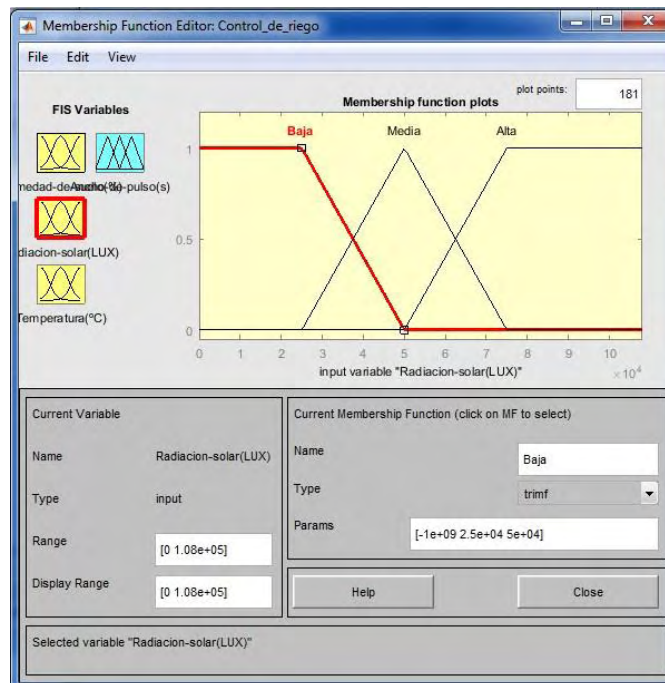 Membership Function Editor: Control_de_riego
File Edit View
FIS Variables
plot points: 181
Membership function plots
Baja Media Alta
1
0.5
0
0 1 2 3 4 5 6 7 8 9 10
×10⁴
input variable "Radiacion-solar(LUX)"
diacion-solar(LUX)
Temperatura(ºC)
Current Variable
Name Radiacion-solar(LUX)
Type input
Range [0 1.08e+05]
Display Range [0 1.08e+05]
Current Membership Function (click on MF to select)
Name Baja
Type trimf
Params [-1e+09 2.5e+04 5e+04]
Help Close
Selected variable "Radiacion-solar(LUX)"